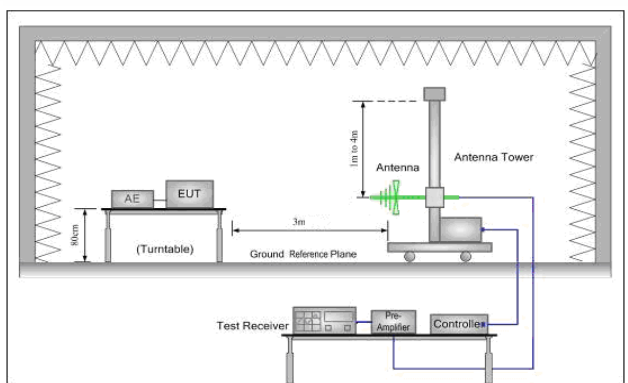 1m to 4m
Antenna
Antenna Tower
AE
EUT
80cm
(Turntable)
3m
Ground Reference Plane
Test Receiver
Pre-
Amplifier
Controller